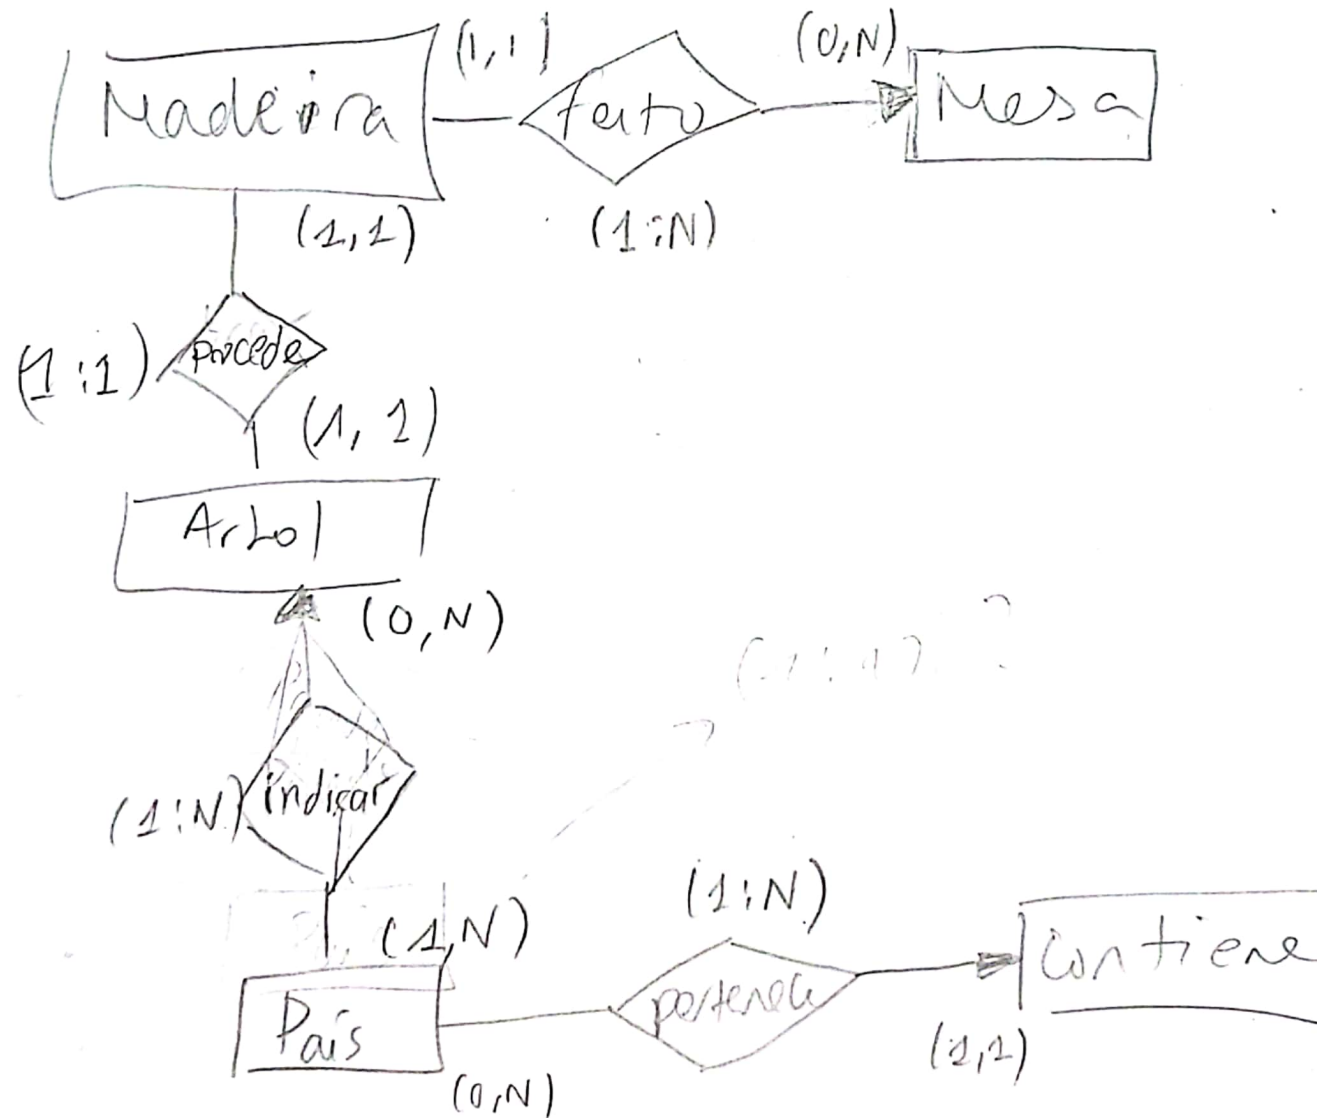 (1,1)
(0,N)
Madeira
feito
Mesa
(1,1)
(1:N)
(1:1)
procede
(1,1)
Arbol
(0,N)
(1:N)
indicar
(1:N)
(1,N)
pertenece
Contiene
País
(1,1)
(0,N)